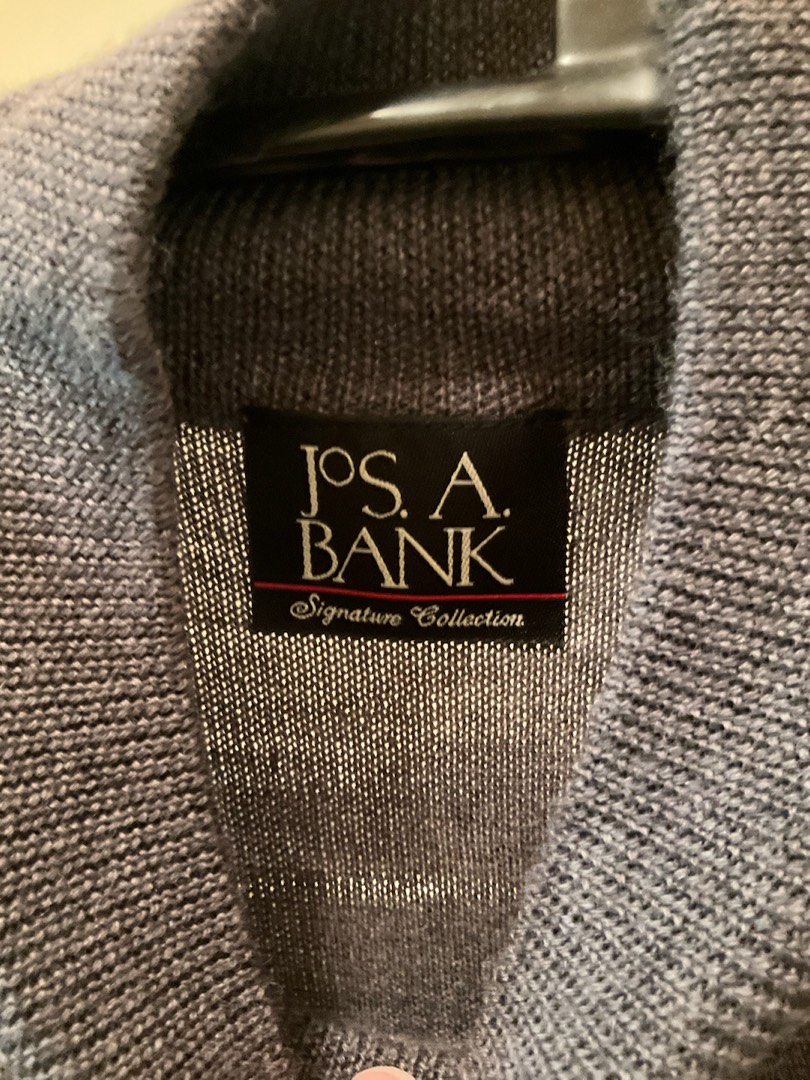 JoS. A.
BANK
Signature Collection